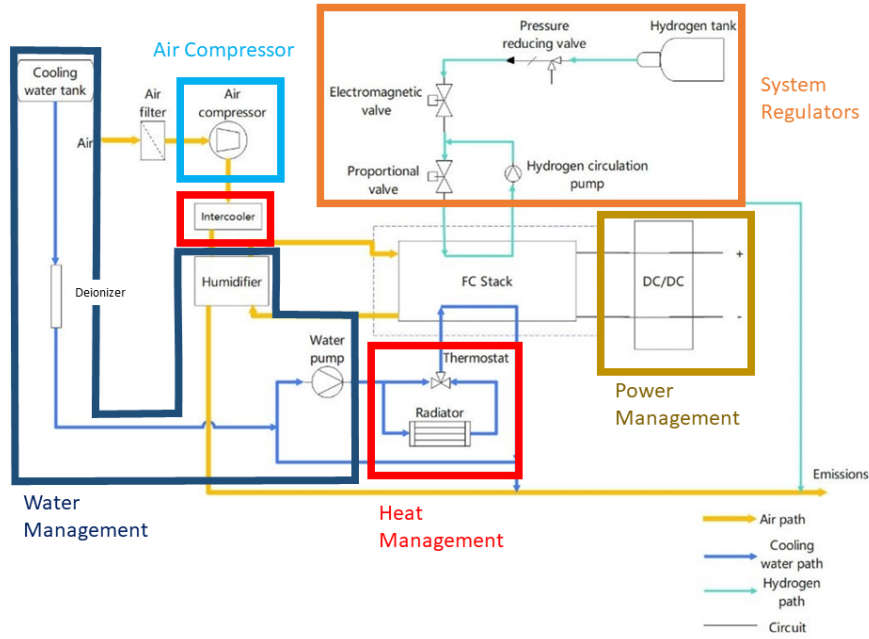 Air Compressor
Cooling
water tank
Air
filter
Air
compressor
Air
Pressure
reducing valve
Hydrogen tank
Electromagnetic
valve
System
Regulators
Proportional
valve
Hydrogen circulation
pump
Intercooler
Humidifier
FC Stack
DC/DC
+
-
Deionizer
Water
pump
Thermostat
Radiator
Power
Management
Water
Management
Heat
Management
Emissions
Air path
Cooling
water path
Hydrogen
path
Circuit